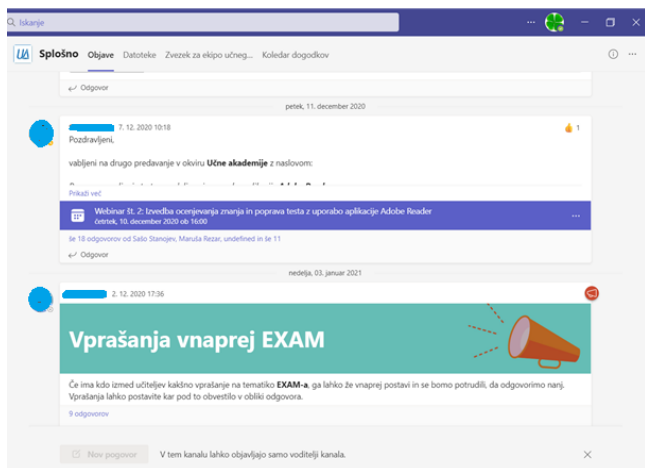 Iskanje
UA Splošno Objave Datoteke Zvezek za ekipo učneg... Koledar dogodkov
Odgovor
petek, 11. december 2020
7. 12. 2020 10:18
1
Pozdravljeni,
vabljeni na drugo predavanje v okviru Učne akademije z naslovom:
Prikaži več
Webinar št. 2: Izvedba ocenjevanja znanja in poprava testa z uporabo aplikacije Adobe Reader
četrtek, 10. december 2020 ob 16:00
še 18 odgovorov od Sašo Stanojev, Maruša Rezar, undefined in še 11
Odgovor
nedelja, 03. januar 2021
2. 12. 2020 17:36
Vprašanja vnaprej EXAM
Če ima kdo izmed učiteljev kakšno vprašanje na tematiko EXAM-a, ga lahko že vnaprej postavi in se bomo potrudili, da odgovorimo nanj.
Vprašanja lahko postavite kar pod to obvestilo v obliki odgovora.
9 odgovorov
Nov pogovor V tem kanalu lahko objavljajo samo voditelji kanala.